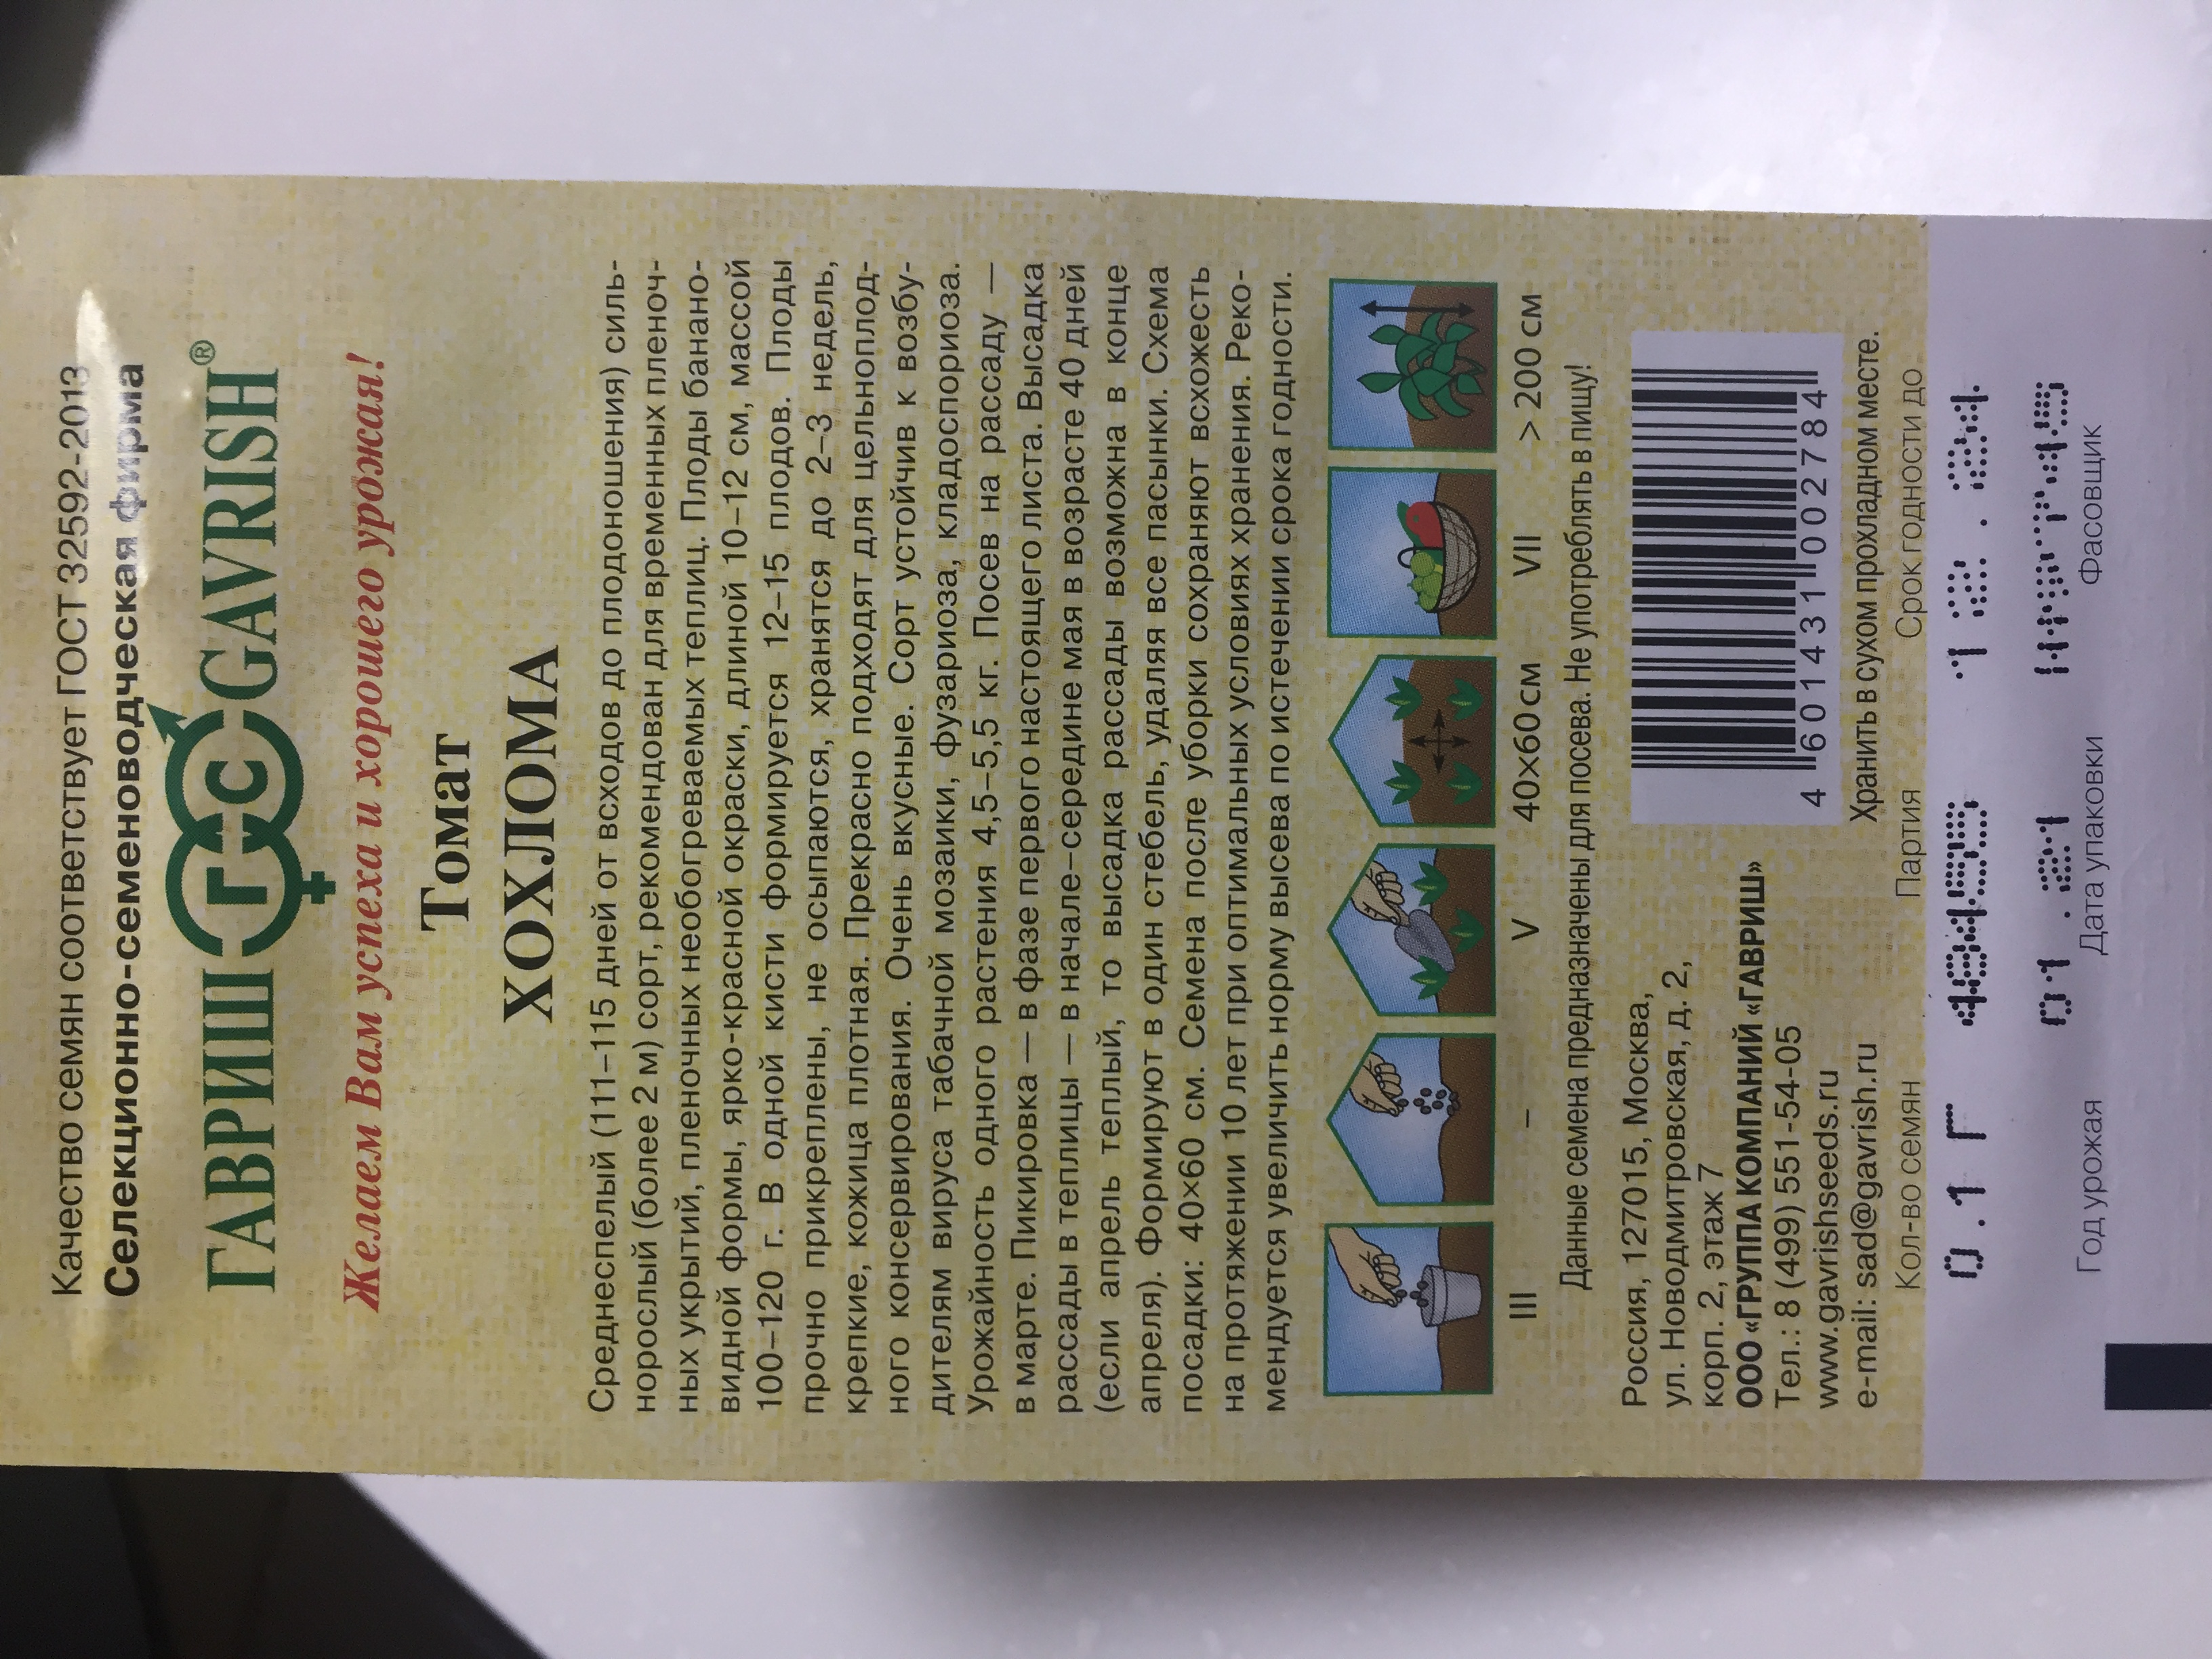 Качество семян соответствует ГОСТ 32592-2013
Селекционно-семеноводческая фирма
ГАВРИШ ГС GAVRISH®
Желаем Вам успеха и хорошего урожая!
Томат
ХОХЛОМА
Среднеспелый (111–115 дней от всходов до плодоношения) силь-
норослый (более 2 м) сорт, рекомендован для временных пленоч-
ных укрытий, пленочных необогреваемых теплиц. Плоды банано-
видной формы, ярко-красной окраски, длиной 10–12 см, массой
100–120 г. В одной кисти формируется 12–15 плодов. Плоды
прочно прикреплены, не осыпаются, хранятся до 2–3 недель,
крепкие, кожица плотная. Прекрасно подходят для цельноплод-
ного консервирования. Очень вкусные. Сорт устойчив к возбу-
дителям вируса табачной мозаики, фузариоза, кладоспориоза.
Урожайность одного растения 4,5–5,5 кг. Посев на рассаду —
в марте. Пикировка — в фазе первого настоящего листа. Высадка
рассады в теплицы — в начале–середине мая в возрасте 40 дней
(если апрель теплый, то высадка рассады возможна в конце
апреля). Формируют в один стебель, удаляя все пасынки. Схема
посадки: 40×60 см. Семена после уборки сохраняют всхожесть
на протяжении 10 лет при оптимальных условиях хранения. Реко-
мендуется увеличить норму высева по истечении срока годности.
III – V 40×60см VII > 200 см
Данные семена предназначены для посева. Не употреблять в пищу!
Россия, 127015, Москва,
ул. Новодмитровская, д. 2,
корп. 2, этаж 7
ООО «ГРУППА КОМПАНИЙ «ГАВРИШ»
Тел.: 8 (499) 551-54-05
www.gavrishseeds.ru
e-mail: sad@gavrish.ru
4 601431 002784
Хранить в сухом прохладном месте.
Кол-во семян Партия Срок годности до
0.1 Г 12.24
01.21
Год урожая Дата упаковки Фасовщик